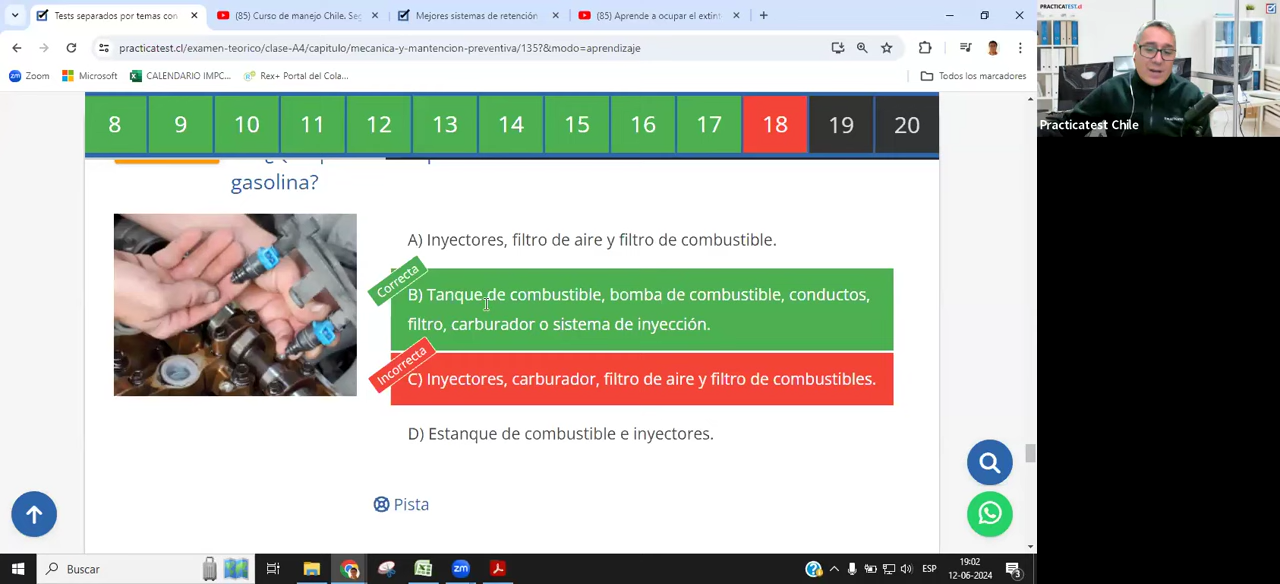 Tests separados por temas con
(85) Curso de manejo Chile, Se
Mejores sistemas de retención
(85) Aprende a ocupar el extint
practicatest.cl/examen-teorico/clase-A4/capitulo/mecanica-y-mantencion-preventiva/135?&modo=aprendizaje
Zoom
Microsoft
CALENDARIO IMPC...
Rex+ Portal del Cola...
Todos los marcadores
PRACTICATEST.cl
Practicatest Chile
8 9 10 11 12 13 14 15 16 17 18 19 20
gasolina?
A) Inyectores, filtro de aire y filtro de combustible.
Correcta
B) Tanque de combustible, bomba de combustible, conductos,
filtro, carburador o sistema de inyección.
Incorrecta
C) Inyectores, carburador, filtro de aire y filtro de combustibles.
D) Estanque de combustible e inyectores.
Pista
Buscar
ESP
19:02
12-06-2024
3